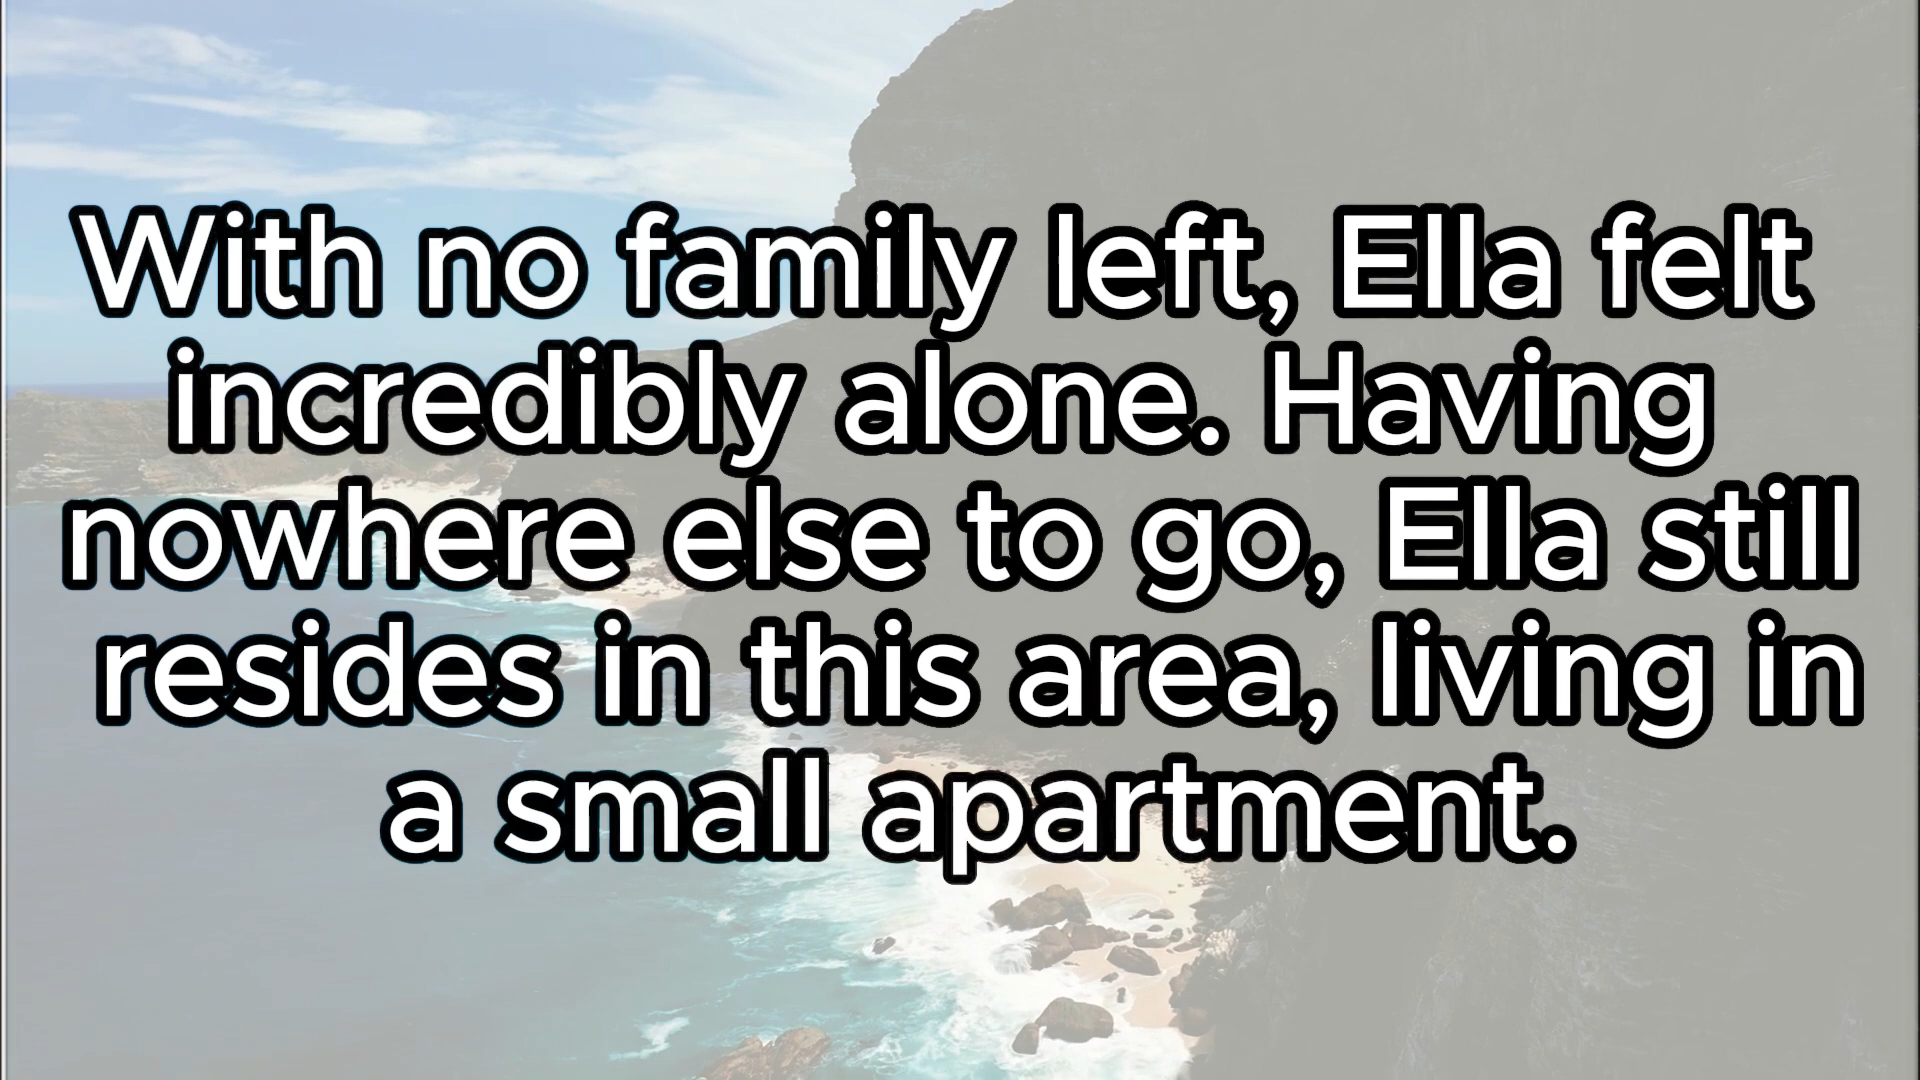 With no family left, Ella felt
incredibly alone. Having
nowhere else to go, Ella still
resides in this area, living in
a small apartment.